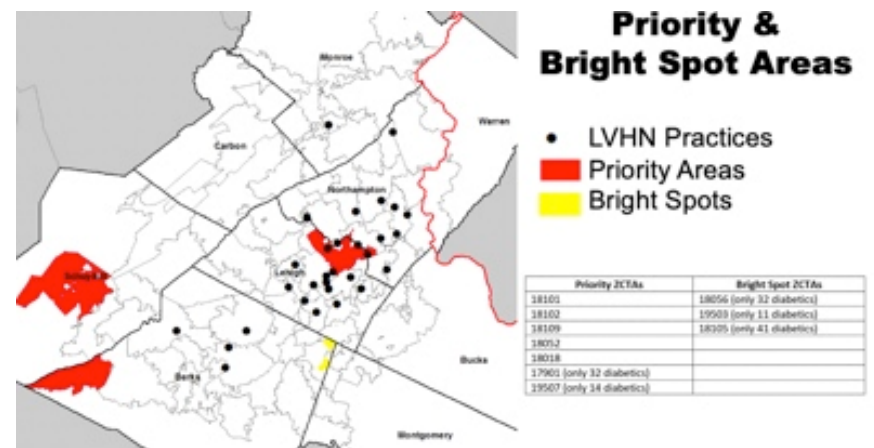 Priority &
Bright Spot Areas
Monroe
Warren
Carbon
Northampton
Lehigh
Berks
Bucks
Montgomery
LVHN Practices
Priority Areas
Bright Spots
Priority ZCTAs Bright Spot ZCTAs
18101 18056 (only 32 diabetics)
18102 19503 (only 11 diabetics)
18109 18105 (only 41 diabetics)
18052
18018
17901 (only 32 diabetics)
19507 (only 14 diabetics)